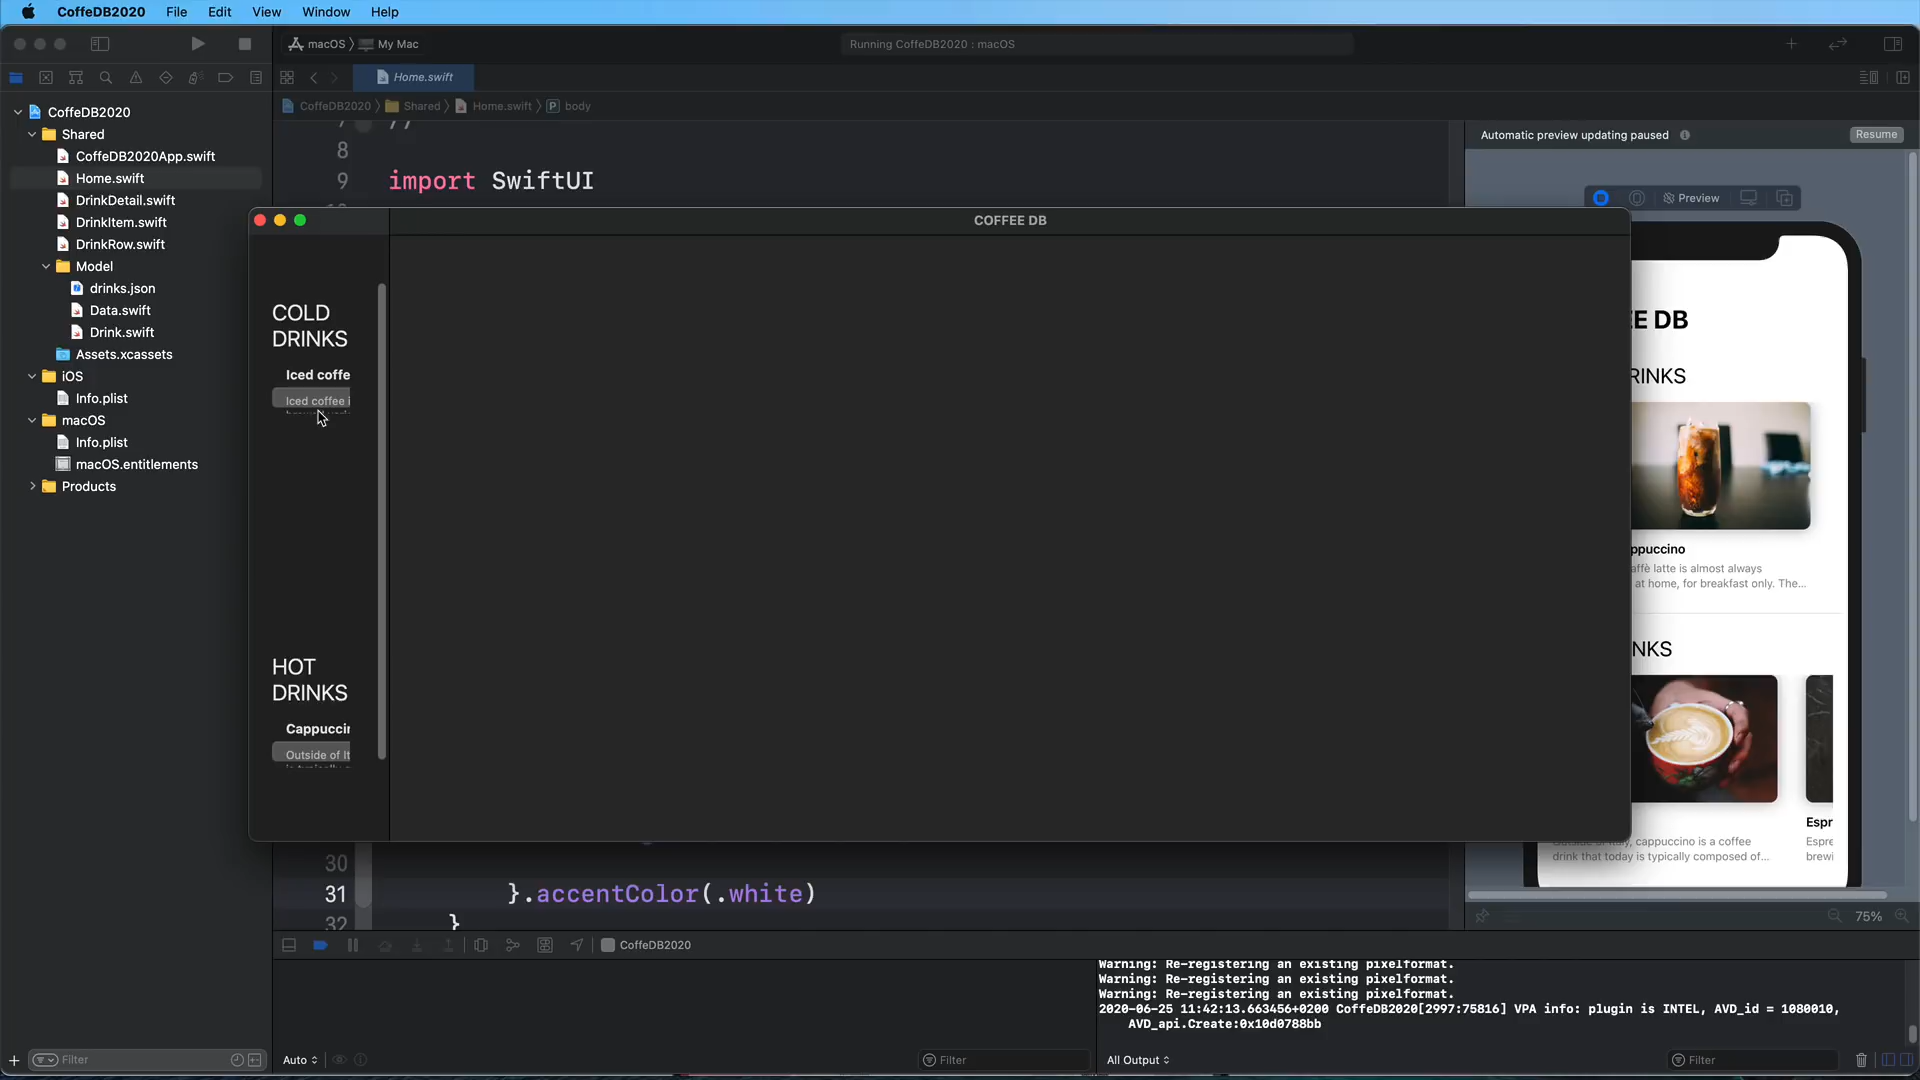 CoffeDB2020 File Edit View Window Help
macOS 〉 My Mac
Running CoffeDB2020 : macOS
Home.swift
CoffeDB2020 〉 Shared 〉 Home.swift 〉 P body
CoffeDB2020
Shared
CoffeDB2020App.swift
Home.swift
DrinkDetail.swift
DrinkItem.swift
DrinkRow.swift
Model
drinks.json
Data.swift
Drink.swift
Assets.xcassets
iOS
Info.plist
macOS
Info.plist
macOS.entitlements
Products
Filter
7 //
8
9 import SwiftUI
30
31 }.accentColor(.white)
32 }
COFFEE DB
COLD
DRINKS
Iced coffe
Iced coffee i
HOT
DRINKS
Cappuccin
Outside of It
Automatic preview updating paused
Resume
Preview
EE DB
RINKS
ppuccino
affè latte is almost always
at home, for breakfast only. The...
NKS
Espr
Outside of Italy, cappuccino is a coffee
drink that today is typically composed of...
Espre
brewi
75%
CoffeDB2020
Warning: Re-registering an existing pixelformat.
Warning: Re-registering an existing pixelformat.
Warning: Re-registering an existing pixelformat.
2020-06-25 11:42:13.663456+0200 CoffeDB2020[2997:75816] VPA info: plugin is INTEL, AVD_id = 1080010,
AVD_api.Create:0x10d0788bb
Auto
Filter
All Output
Filter